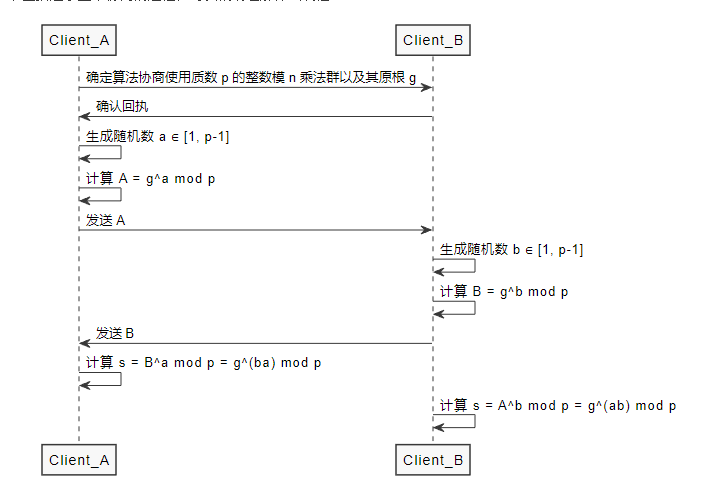 Client_A
Client_B
确定算法协商使用质数 p 的整数模 n 乘法群以及其原根 g
确认回执
生成随机数 a ∈ [1, p-1]
计算 A = g^a mod p
发送 A
生成随机数 b ∈ [1, p-1]
计算 B = g^b mod p
发送 B
计算 s = B^a mod p = g^(ba) mod p
计算 s = A^b mod p = g^(ab) mod p
Client_A
Client_B